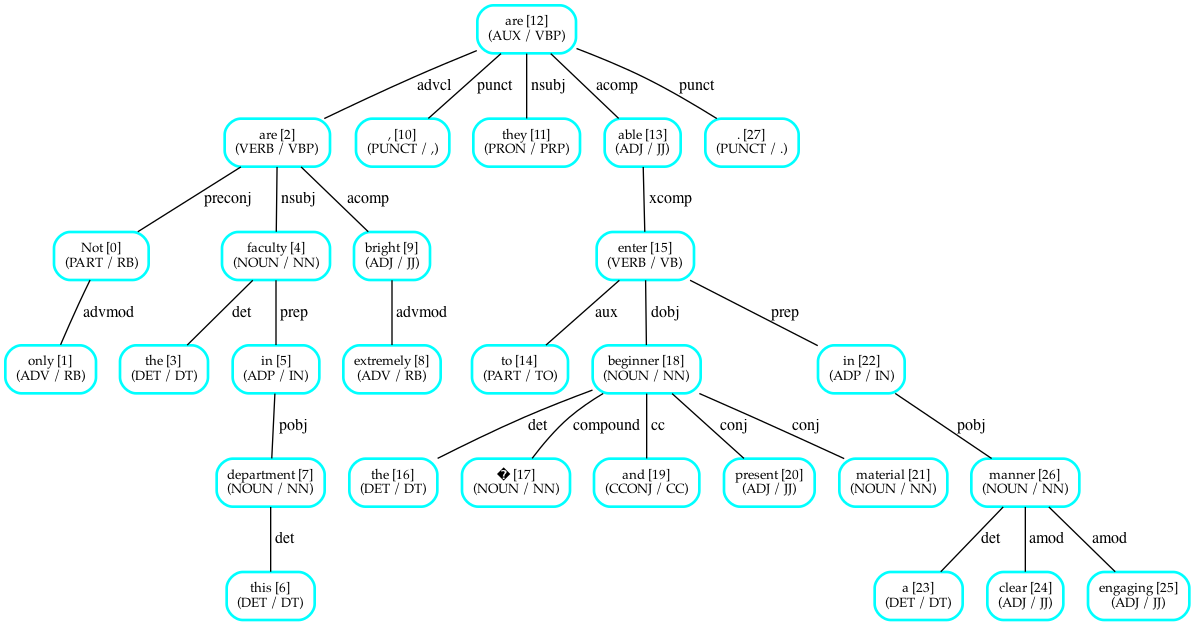 are [12]
(AUX / VBP)
advcl
punct
nsubj
acomp
punct
are [2]
(VERB / VBP)
, [10]
(PUNCT / ,)
they [11]
(PRON / PRP)
able [13]
(ADJ / JJ)
. [27]
(PUNCT / .)
preconj
nsubj
acomp
xcomp
Not [0]
(PART / RB)
faculty [4]
(NOUN / NN)
bright [9]
(ADJ / JJ)
enter [15]
(VERB / VB)
advmod
det
prep
advmod
aux
dobj
prep
only [1]
(ADV / RB)
the [3]
(DET / DT)
in [5]
(ADP / IN)
extremely [8]
(ADV / RB)
to [14]
(PART / TO)
beginner [18]
(NOUN / NN)
in [22]
(ADP / IN)
pobj
det
compound
cc
conj
conj
pobj
department [7]
(NOUN / NN)
the [16]
(DET / DT)
� [17]
(NOUN / NN)
and [19]
(CCONJ / CC)
present [20]
(ADJ / JJ)
material [21]
(NOUN / NN)
manner [26]
(NOUN / NN)
det
det
amod
amod
this [6]
(DET / DT)
a [23]
(DET / DT)
clear [24]
(ADJ / JJ)
engaging [25]
(ADJ / JJ)